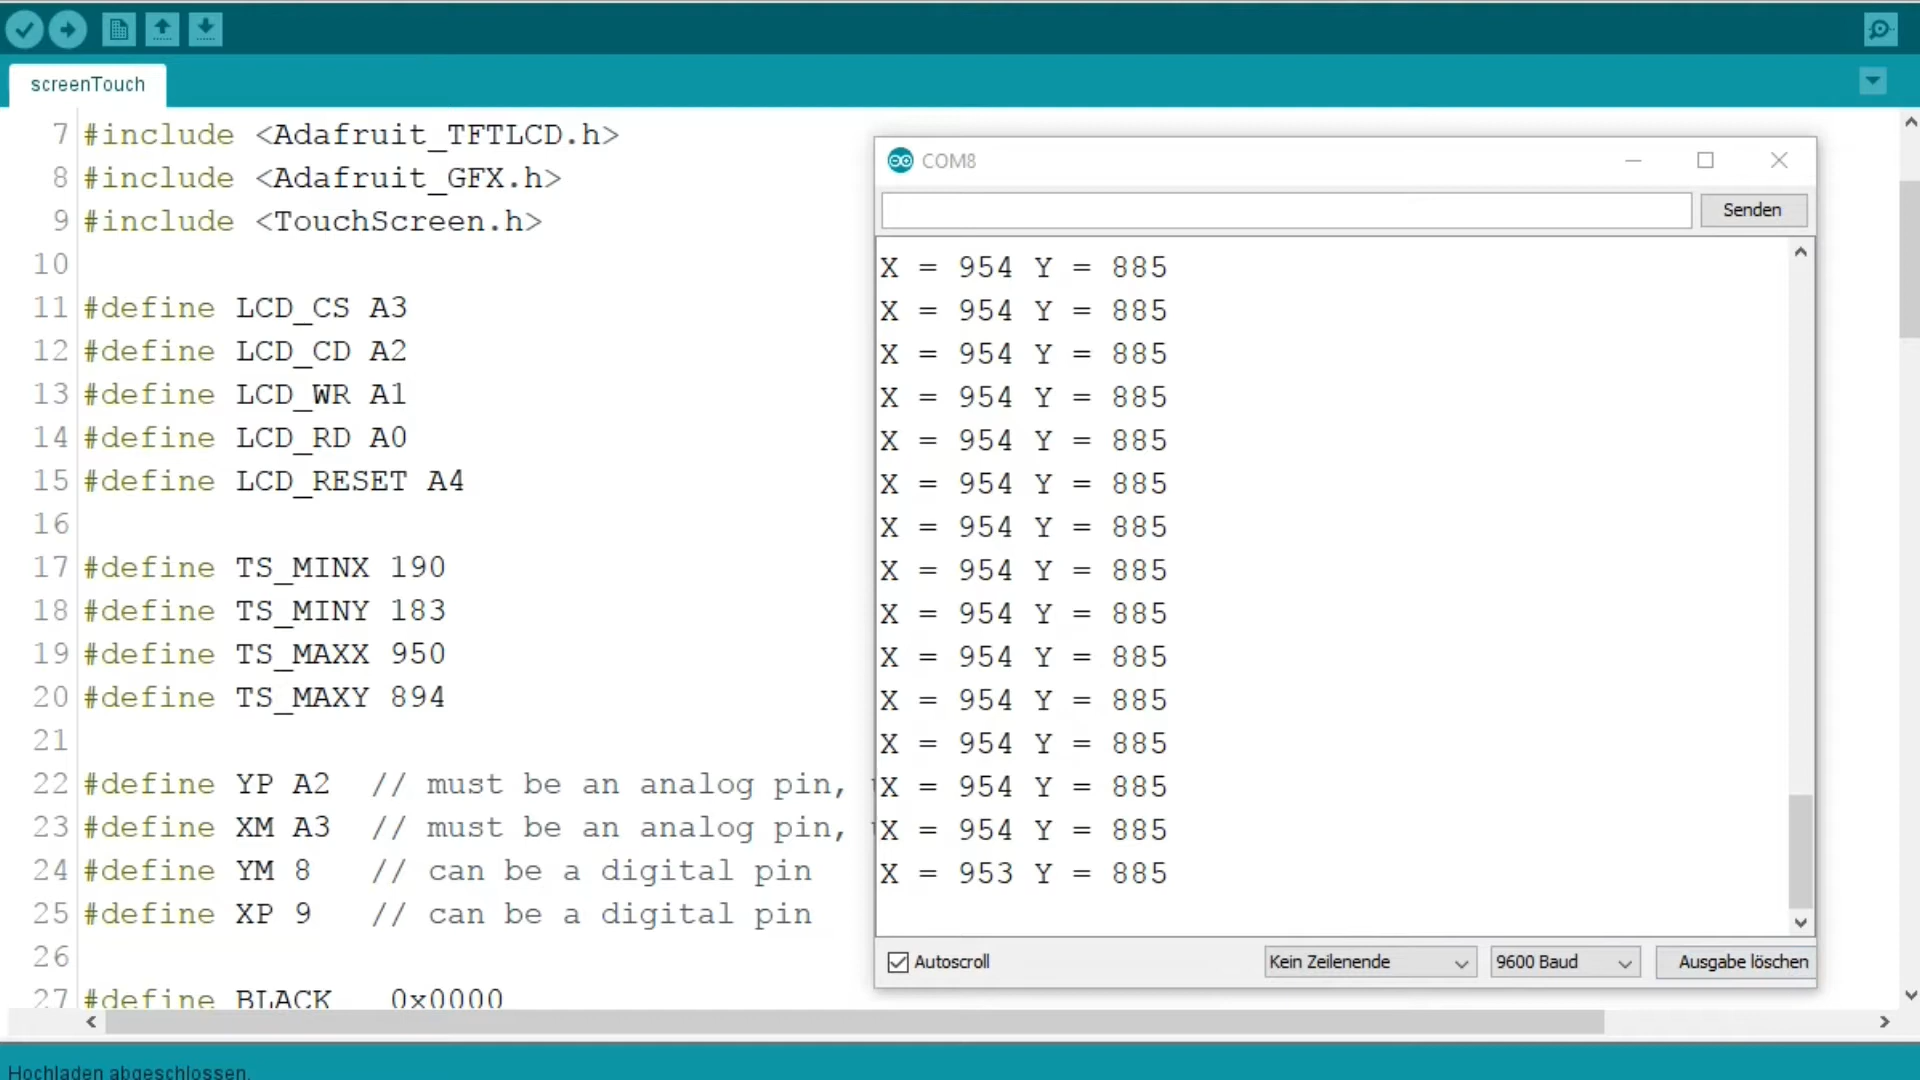 screenTouch
7 #include <Adafruit_TFTLCD.h>
8 #include <Adafruit_GFX.h>
9 #include <TouchScreen.h>
10
11 #define LCD_CS A3
12 #define LCD_CD A2
13 #define LCD_WR A1
14 #define LCD_RD A0
15 #define LCD_RESET A4
16
17 #define TS_MINX 190
18 #define TS_MINY 183
19 #define TS_MAXX 950
20 #define TS_MAXY 894
21
22 #define YP A2 // must be an analog pin,
23 #define XM A3 // must be an analog pin,
24 #define YM 8 // can be a digital pin
25 #define XP 9 // can be a digital pin
26
27 #define BLACK 0x0000
COM8
Senden
X = 954 Y = 885
X = 954 Y = 885
X = 954 Y = 885
X = 954 Y = 885
X = 954 Y = 885
X = 954 Y = 885
X = 954 Y = 885
X = 954 Y = 885
X = 954 Y = 885
X = 954 Y = 885
X = 954 Y = 885
X = 954 Y = 885
X = 954 Y = 885
X = 954 Y = 885
X = 953 Y = 885
Autoscroll
Kein Zeilenende
9600 Baud
Ausgabe löschen
Hochladen abgeschlossen.